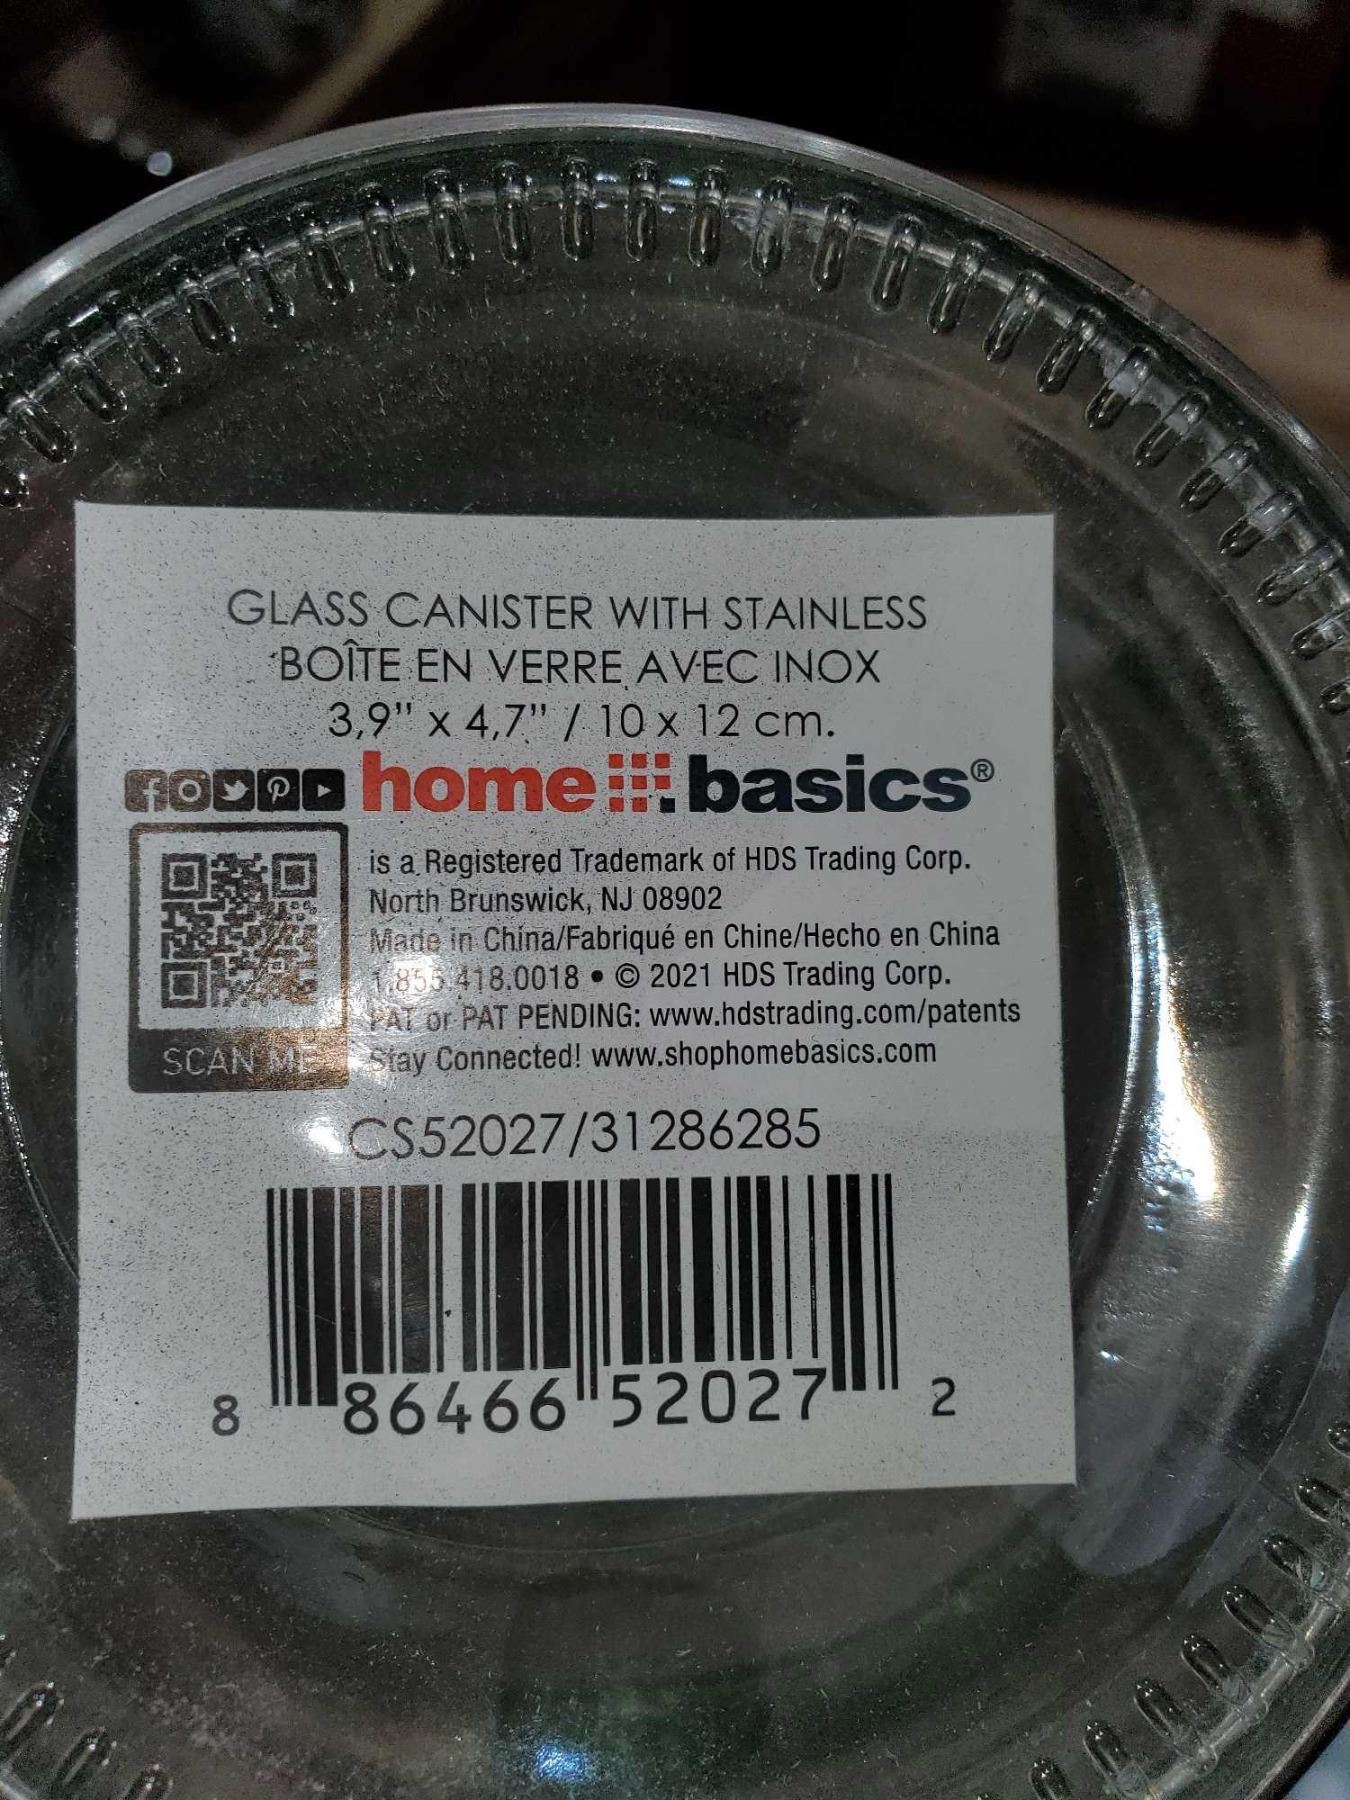 GLASS CANISTER WITH STAINLESS
BOÎTE EN VERRE AVEC INOX
3,9" x 4,7" / 10 x 12 cm.
home basics®
is a Registered Trademark of HDS Trading Corp.
North Brunswick, NJ 08902
Made in China/Fabriqué en Chine/Hecho en China
1.855.418.0018 • © 2021 HDS Trading Corp.
PAT or PAT PENDING: www.hdstrading.com/patents
SCAN ME
Stay Connected! www.shophomebasics.com
CS52027/31286285
8 86466 52027 2